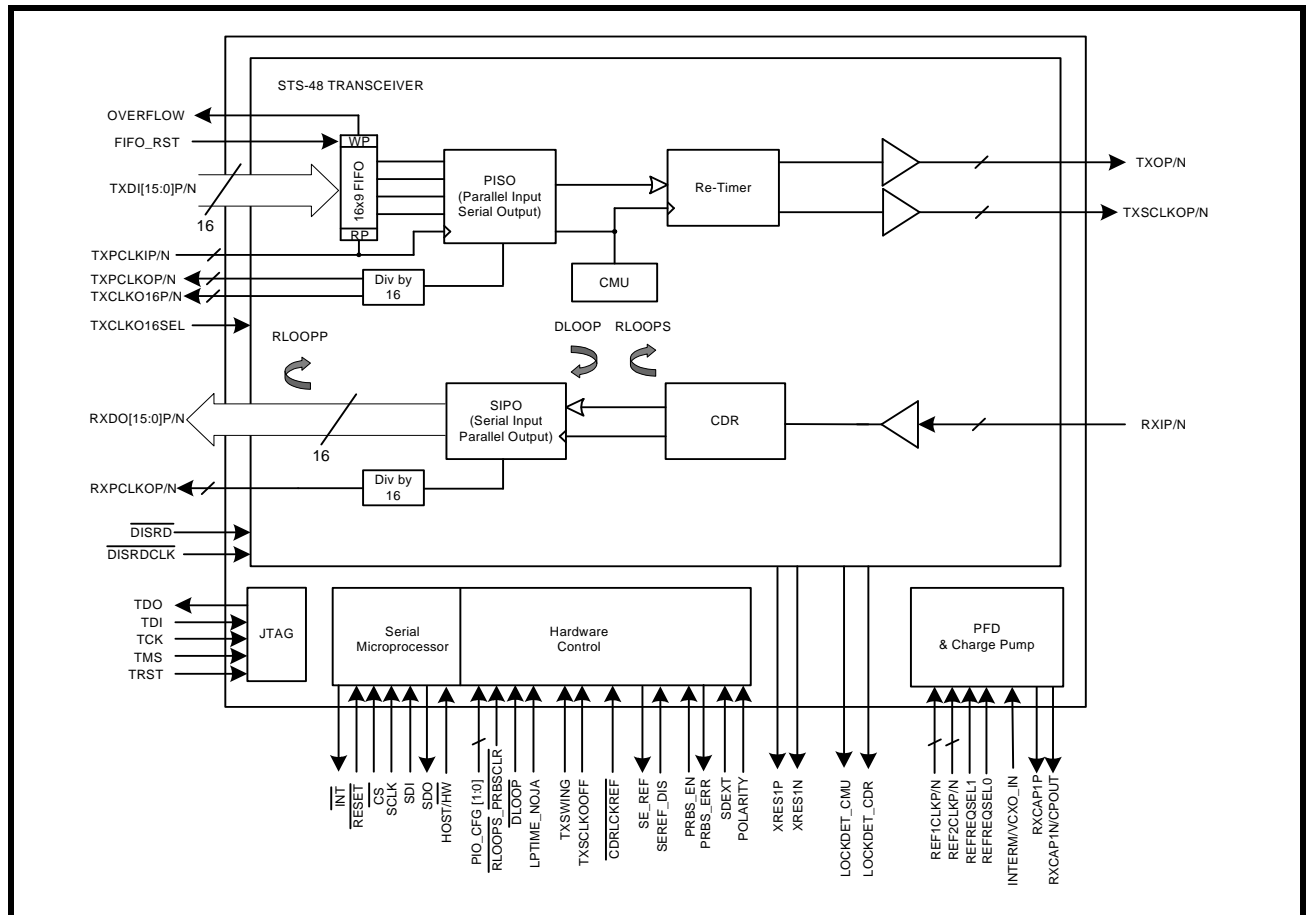 STS-48 TRANSCEIVER
OVERFLOW
FIFO_RST
TXDI[15:0]P/N
16
TXPCLKIP/N
TXPCLKOP/N
TXCLKO16P/N
TXCLKO16SEL
WP
16x9 FIFO
RP
PISO
(Parallel Input
Serial Output)
Re-Timer
TXOP/N
TXSCLKOP/N
Div by
16
CMU
RLOOPP
DLOOP
RLOOPS
RXDO[15:0]P/N
16
SIPO
(Serial Input
Parallel Output)
CDR
RXIP/N
RXPCLKOP/N
Div by
16
DISRD
DISRDCLK
TDO
TDI
TCK
TMS
TRST
JTAG
Serial
Microprocessor
Hardware
Control
PFD
& Charge Pump
INT
RESET
CS
SCLK
SDI
SDO
HOST/HW
PIO_CFG [1:0]
RLOOPS_PRBSCLR
DLOOP
LPTIME_NOJA
TXSWING
TXSCLKOOFF
CDRLCKREF
SE_REF
SEREF_DIS
PRBS_EN
PRBS_ERR
SDEXT
POLARITY
XRES1P
XRES1N
LOCKDET_CMU
LOCKDET_CDR
REF1CLKP/N
REF2CLKP/N
REFREQSEL1
REFREQSEL0
INTERM/VCXO_IN
RXCAP1P
RXCAP1N/CPOUT